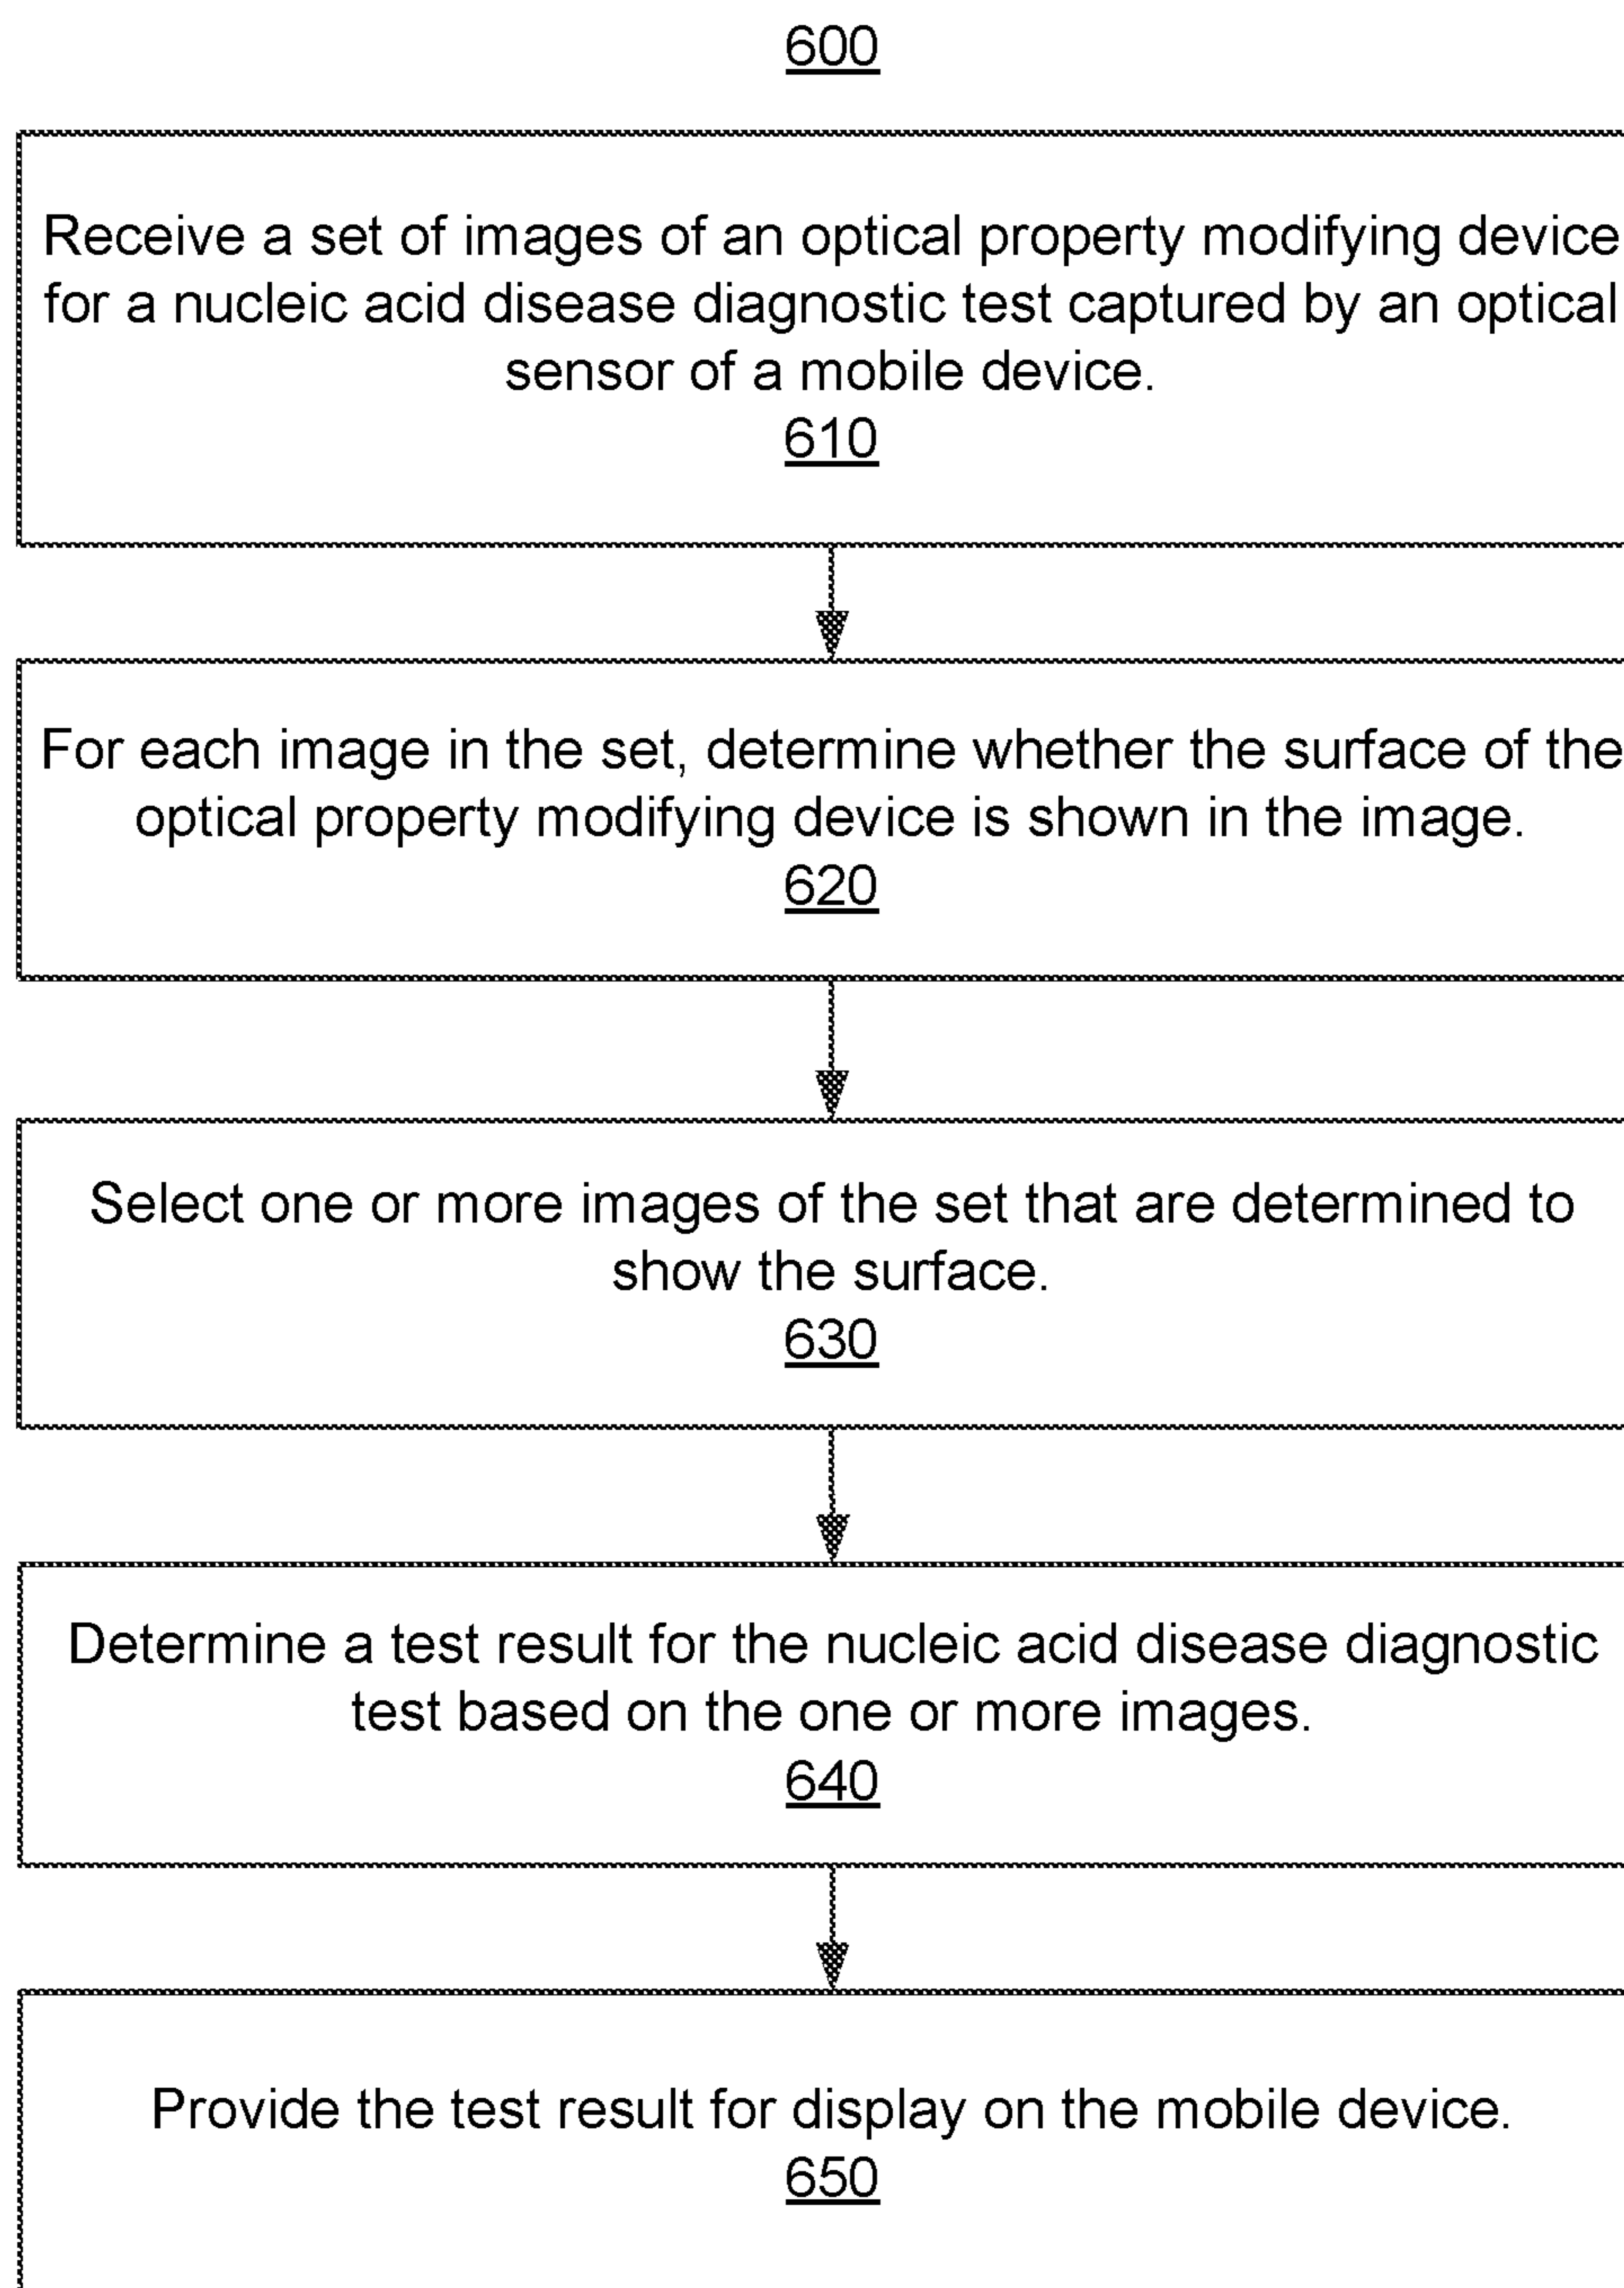 600
Receive a set of images of an optical property modifying device
for a nucleic acid disease diagnostic test captured by an optical
sensor of a mobile device.
610
For each image in the set, determine whether the surface of the
optical property modifying device is shown in the image.
620
Select one or more images of the set that are determined to
show the surface.
630
Determine a test result for the nucleic acid disease diagnostic
test based on the one or more images.
640
Provide the test result for display on the mobile device.
650